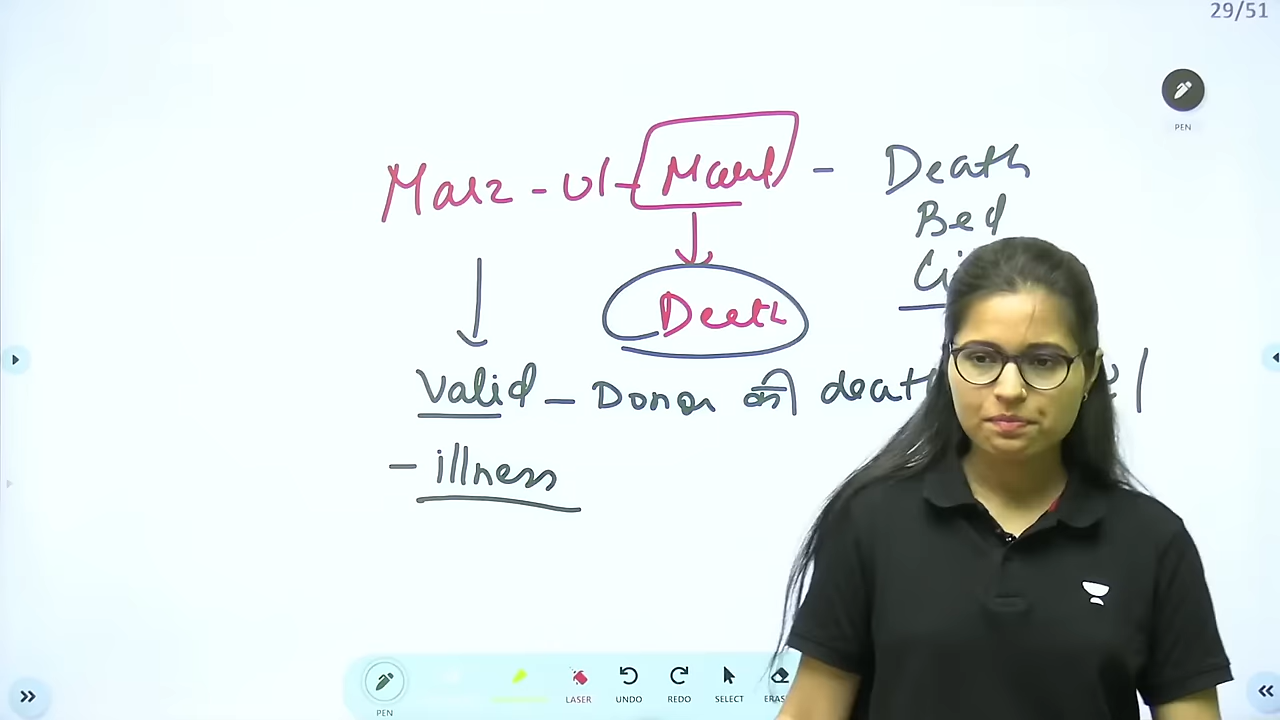 29/51
PEN
Marz - ul - Maut - Death
Bed
Death
Valid - Donor की death
- illness
PEN
LASER
UNDO
REDO
SELECT